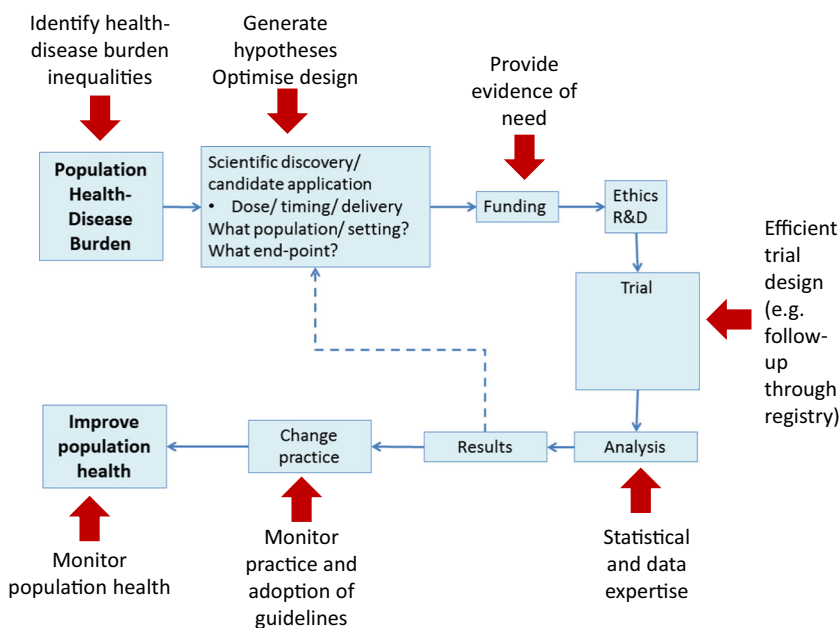 Identify health-
disease burden
inequalities
Generate
hypotheses
Optimise design
Provide
evidence of
need
Population
Health-
Disease
Burden
Scientific discovery/
candidate application
• Dose/ timing/ delivery
What population/ setting?
What end-point?
Funding
Ethics
R&D
Trial
Efficient
trial
design
(e.g.
follow-
up
through
registry)
Improve
population
health
Change
practice
Results
Analysis
Monitor
population health
Monitor
practice and
adoption of
guidelines
Statistical
and data
expertise